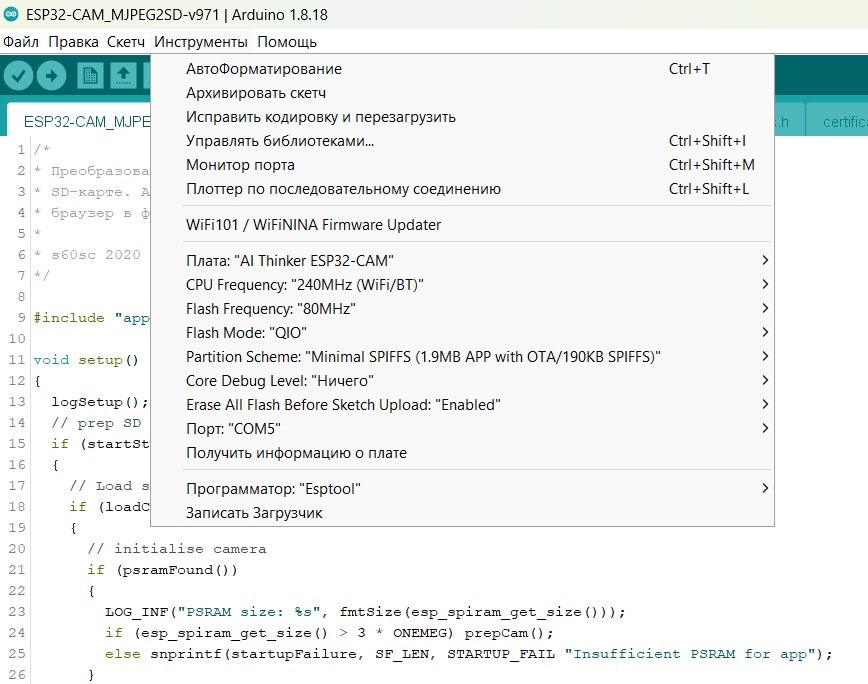 ESP32-CAM_MJPEG2SD-v971 | Arduino 1.8.18
Файл Правка Скетч Инструменты Помощь
АвтоФорматирование Ctrl+T
Архивировать скетч
Исправить кодировку и перезагрузить
Управлять библиотеками... Ctrl+Shift+I
Монитор порта Ctrl+Shift+M
Плоттер по последовательному соединению Ctrl+Shift+L
WiFi101 / WiFiNINA Firmware Updater
Плата: "AI Thinker ESP32-CAM"
CPU Frequency: "240MHz (WiFi/BT)"
Flash Frequency: "80MHz"
Flash Mode: "QIO"
Partition Scheme: "Minimal SPIFFS (1.9MB APP with OTA/190KB SPIFFS)"
Core Debug Level: "Ничего"
Erase All Flash Before Sketch Upload: "Enabled"
Порт: "COM5"
Получить информацию о плате
Программатор: "Esptool"
Записать Загрузчик
ESP32-CAM_MJPE
.h certific
1 /*
2 * Преобразова
3 * SD-карте. А
4 * браузер в ф
5 *
6 * s60sc 2020
7 */
8
9 #include "app
10
11 void setup()
12 {
13 logSetup();
14 // prep SD
15 if (startSt
16 {
17 // Load s
18 if (loadC
19 {
20 // initialise camera
21 if (psramFound())
22 {
23 LOG_INF("PSRAM size: %s", fmtSize(esp_spiram_get_size()));
24 if (esp_spiram_get_size() > 3 * ONEMEG) prepCam();
25 else snprintf(startupFailure, SF_LEN, STARTUP_FAIL "Insufficient PSRAM for app");
26 }